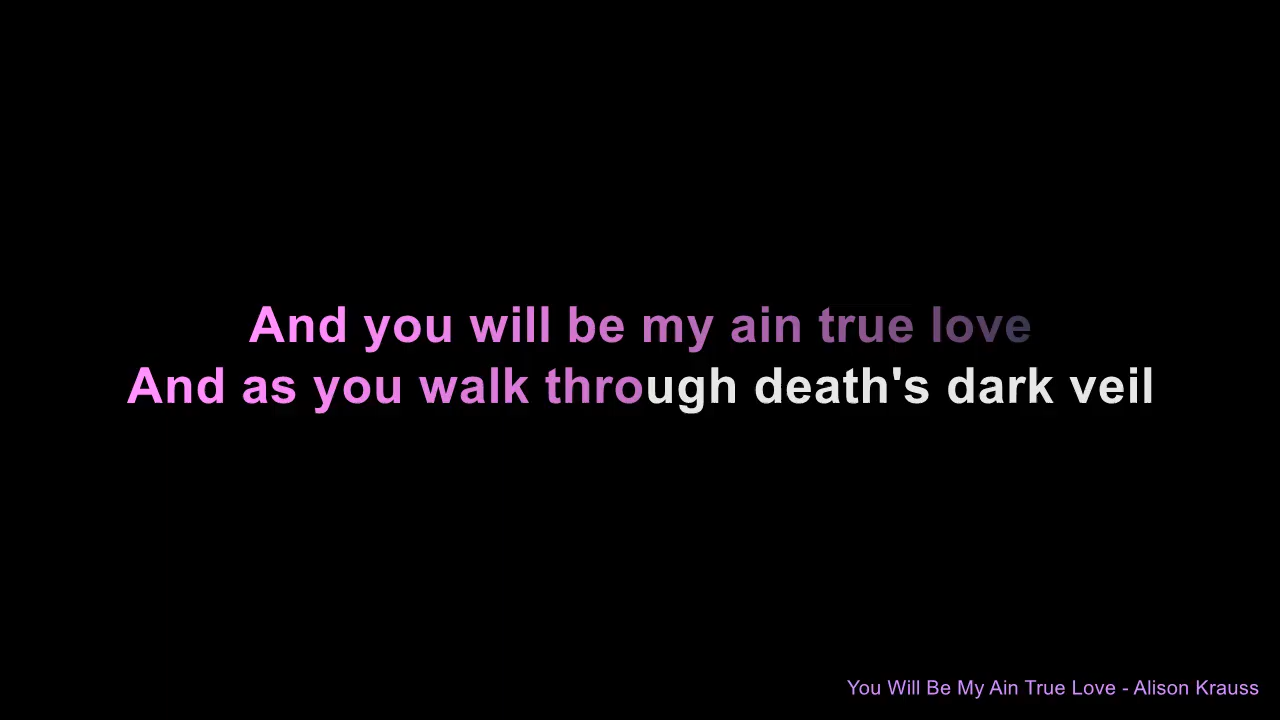 And you will be my ain true love
And as you walk through death's dark veil
You Will Be My Ain True Love - Alison Krauss